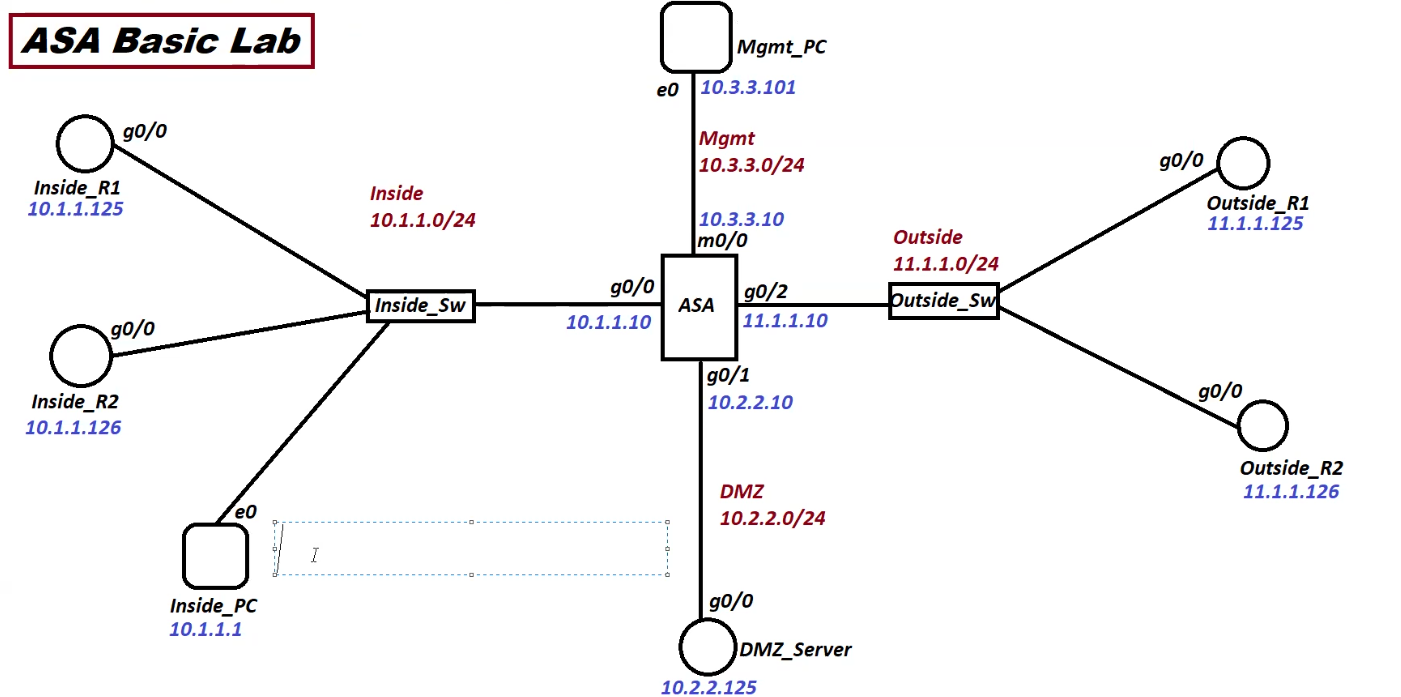 ASA Basic Lab
Mgmt_PC
e0
10.3.3.101
Mgmt
10.3.3.0/24
10.3.3.10
m0/0
g0/0
Inside_R1
10.1.1.125
Inside
10.1.1.0/24
g0/0
Inside_R2
10.1.1.126
Inside_Sw
g0/0
10.1.1.10
ASA
g0/2
11.1.1.10
Outside
11.1.1.0/24
Outside_Sw
g0/0
Outside_R1
11.1.1.125
g0/0
Outside_R2
11.1.1.126
g0/1
10.2.2.10
DMZ
10.2.2.0/24
e0
Inside_PC
10.1.1.1
g0/0
DMZ_Server
10.2.2.125